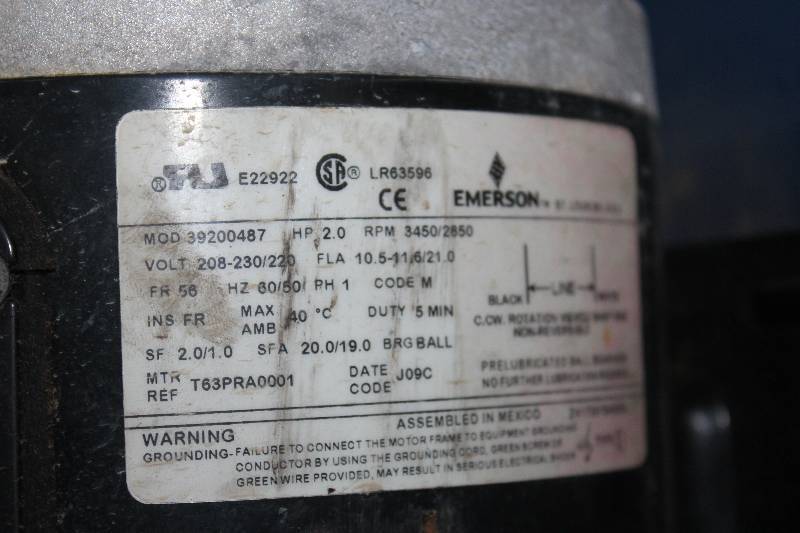 ® E22922 SA® LR63596
CE EMERSON™
MOD 39200487 HP 2.0 RPM 3450/2850
VOLT 208-230/220 FLA 10.5-11.6/21.0
FR 56 HZ 60/50/ PH 1 CODE M
BLACK LINE WHITE
INS FR MAX AMB 40 °C DUTY 5 MIN
C.CW. ROTATION
NON-REVERSIBLE
SF 2.0/1.0 SFA 20.0/19.0 BRG BALL
MTR REF T63PRA0001 DATE CODE J09C
PRELUBRICATED BALL BEARINGS
NO FURTHER LUBRICATION
ASSEMBLED IN MEXICO
WARNING
GROUNDING-FAILURE TO CONNECT THE MOTOR FRAME TO EQUIPMENT GROUNDING
CONDUCTOR BY USING THE GROUNDING CORD, GREEN SCREW OR
GREEN WIRE PROVIDED, MAY RESULT IN SERIOUS ELECTRICAL SHOCK